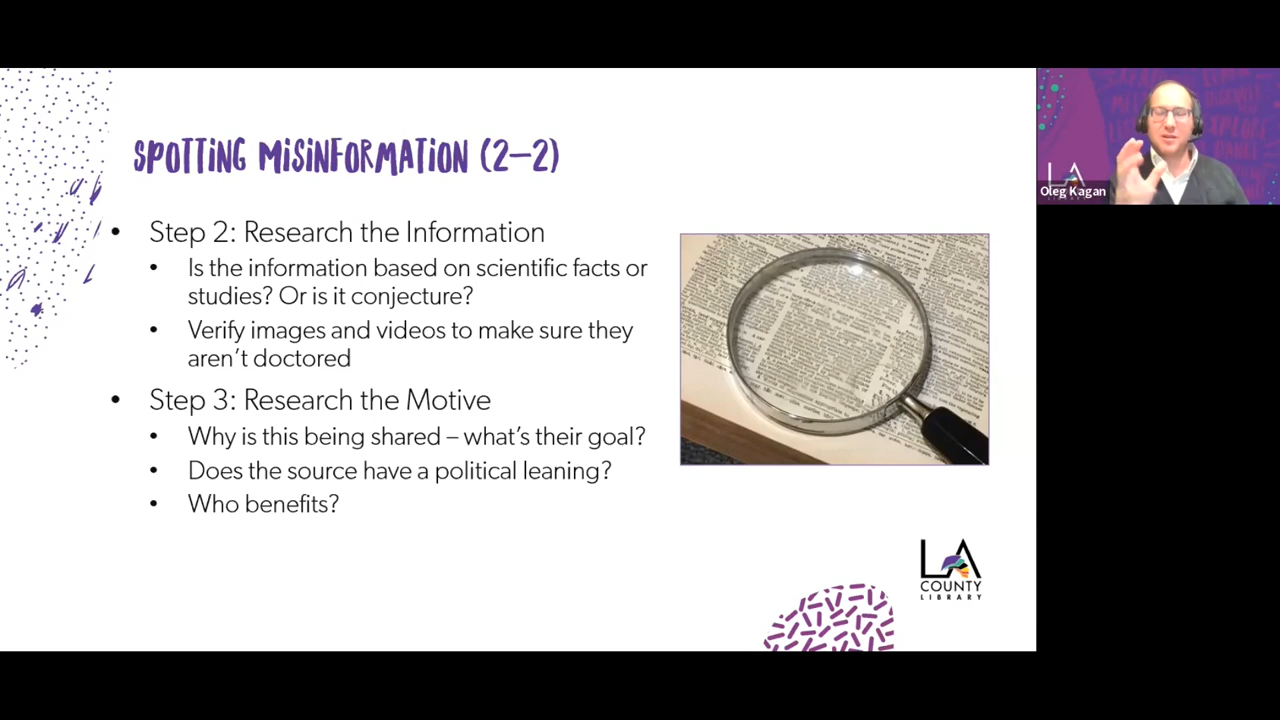 SPOTTING MISINFORMATION (2–2)
• Step 2: Research the Information
• Is the information based on scientific facts or
studies? Or is it conjecture?
• Verify images and videos to make sure they
aren't doctored
• Step 3: Research the Motive
• Why is this being shared – what's their goal?
• Does the source have a political leaning?
• Who benefits?
LA
COUNTY
LIBRARY
LA
Oleg Kagan